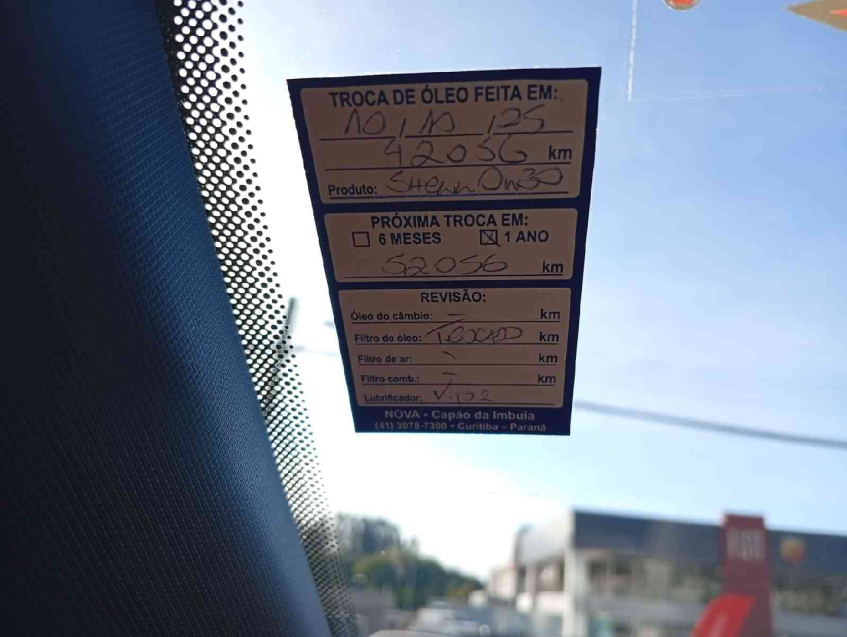 TROCA DE ÓLEO FEITA EM:
10 / 10 / 25
42056 km
Produto: Shell 0w30
PRÓXIMA TROCA EM:
6 MESES 1 ANO
52056 km
REVISÃO:
Óleo do câmbio: – km
Filtro do óleo: TROCADO km
Filtro de ar: - km
Filtro comb.: – km
Lubrificador:
NOVA • Capão da Imbuia
(41) 3076-7300 • Curitiba – Paraná
FIAT